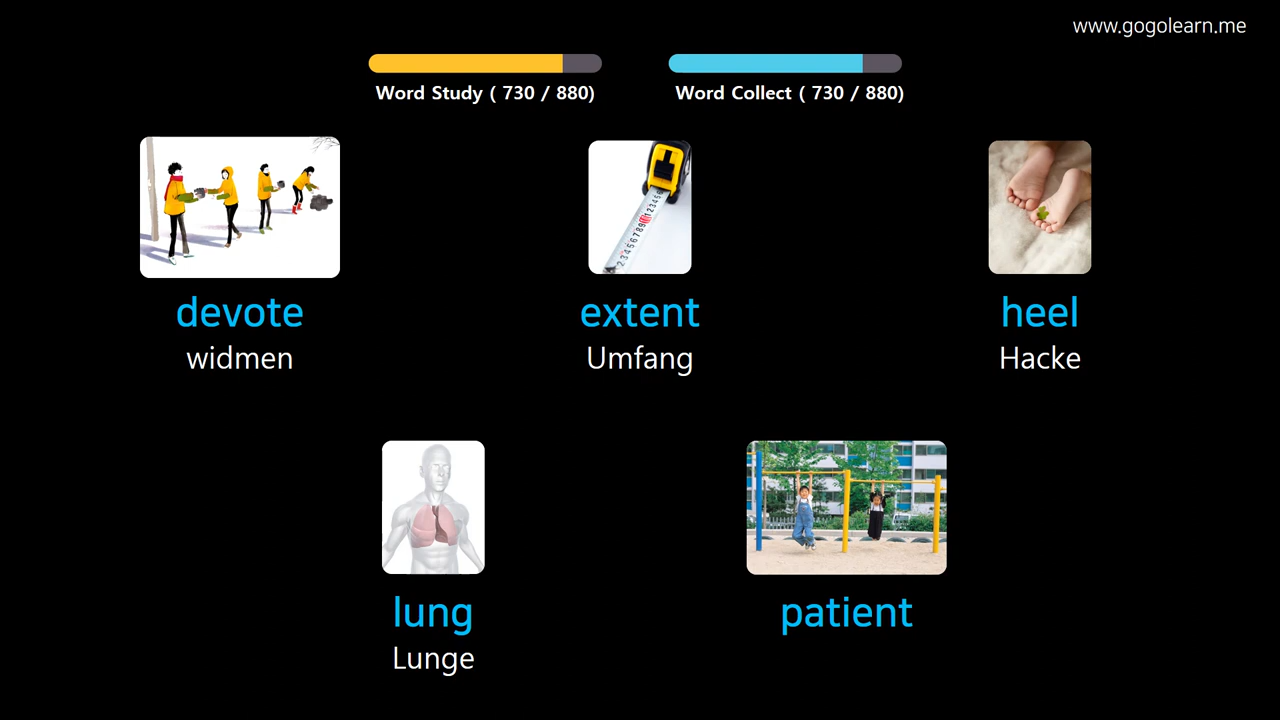 www.gogolearn.me
Word Study ( 730 / 880)
Word Collect ( 730 / 880)
devote
widmen
extent
Umfang
heel
Hacke
lung
Lunge
patient